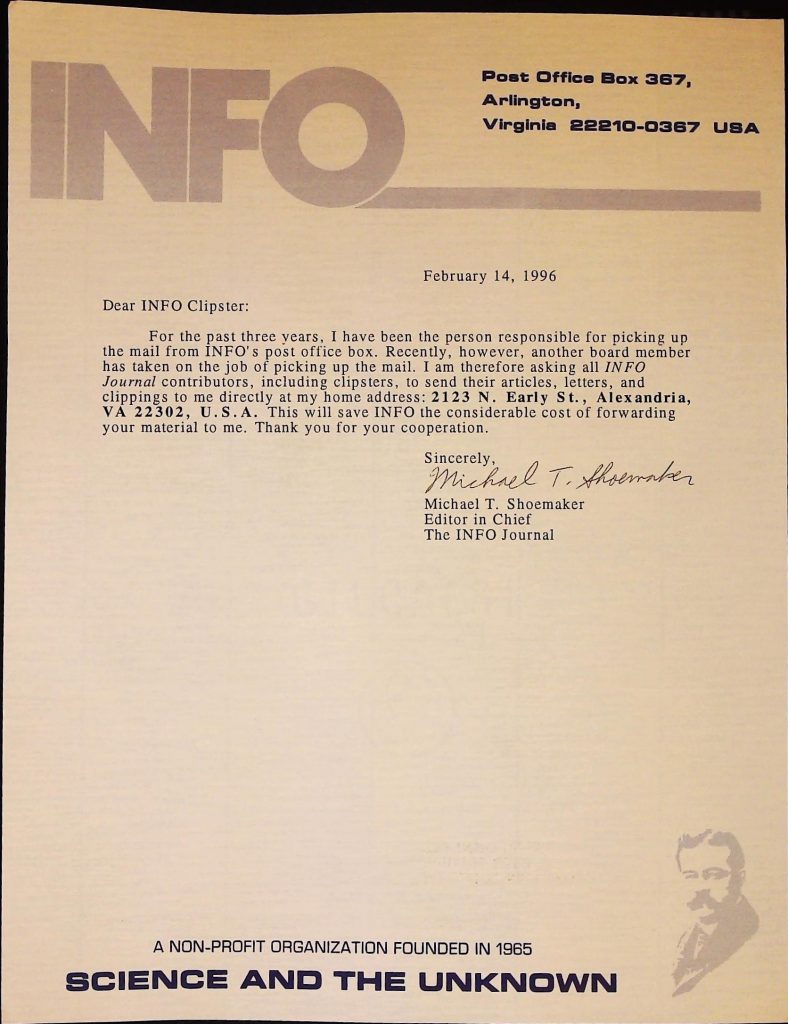 INFO
Post Office Box 367,
Arlington,
Virginia 22210-0367 USA
February 14, 1996
Dear INFO Clipster:
For the past three years, I have been the person responsible for picking up
the mail from INFO's post office box. Recently, however, another board member
has taken on the job of picking up the mail. I am therefore asking all INFO
Journal contributors, including clipsters, to send their articles, letters, and
clippings to me directly at my home address: 2123 N. Early St., Alexandria,
VA 22302, U.S.A. This will save INFO the considerable cost of forwarding
your material to me. Thank you for your cooperation.
Sincerely,
Michael T. Shoemaker
Michael T. Shoemaker
Editor in Chief
The INFO Journal
A NON-PROFIT ORGANIZATION FOUNDED IN 1965
SCIENCE AND THE UNKNOWN